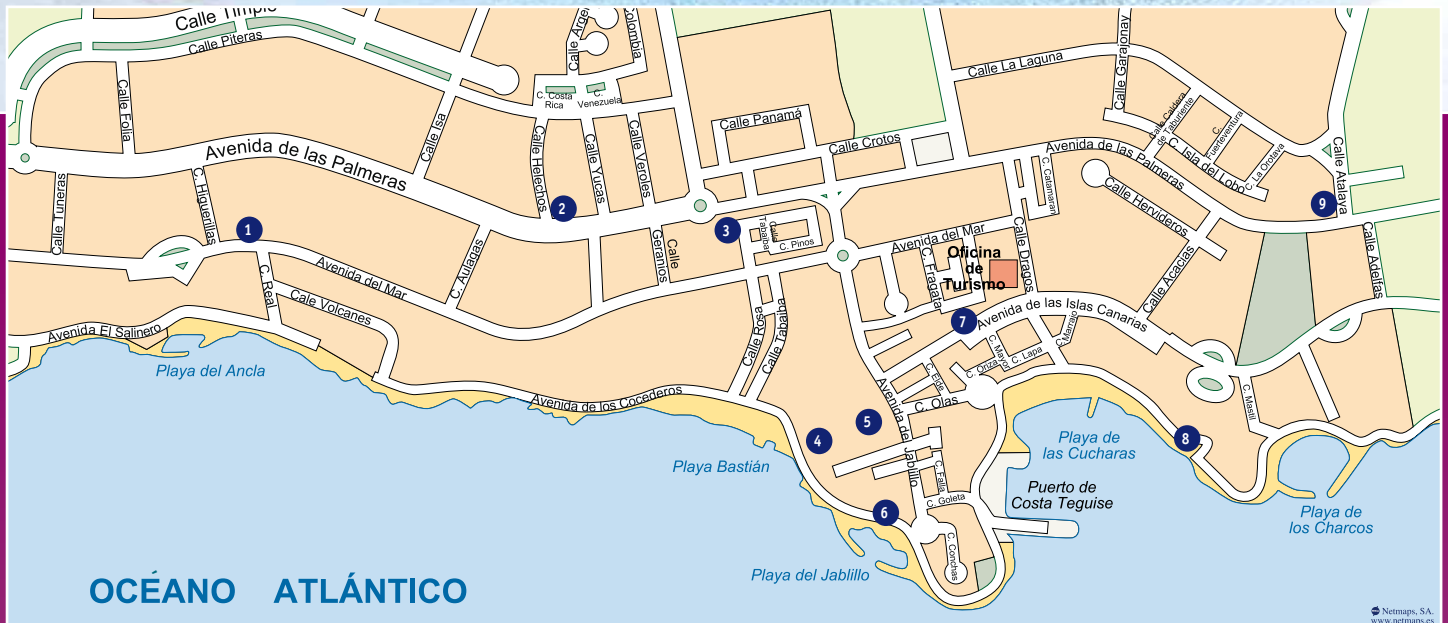 Calle Timple
Calle Piteras
Calle Folia
Calle Isa
Calle Argen
Colombia
C. Costa
Rica
C.
Venezuela
Calle Helechos
Calle Yucas
Calle Veroles
Calle Panamá
Calle Crotos
Calle La Laguna
Calle Garajonay
Calle Caldera
de Taburiente
C.
Fuerteventura
C. Isla del Lobo
C. La Orotava
Calle Atalaya
Avenida de las Palmeras
Avenida de las Palmeras
Calle Tuneras
C. Higuerillas
1
2
3
9
Calle
Tabaiba
C. Pinos
Calle
Geranios
C. Aulagas
Avenida del Mar
Avenida del Mar
C. Real
Cale Volcanes
Avenida El Salinero
Playa del Ancla
C. Catamaran
Calle Dragos
C. Fragata
Oficina
de
Turismo
Calle Hervideros
Calle Acacias
Calle Adelfas
7
Avenida de las Islas Canarias
Calle Rosa
Calle Tabaiba
C. Mayor
C. Lapa
C. Marrajo
C. Oriza
C. Eide
C. Olas
C. Mastil
Avenida de los Cocederos
Avenida del Jablillo
4
5
6
8
Playa Bastián
C. Falla
C. Goleta
C. Conchas
Playa de
las Cucharas
Puerto de
Costa Teguise
Playa de
los Charcos
Playa del Jablillo
OCÉANO ATLÁNTICO
Netmaps, SA.
www.netmaps.es